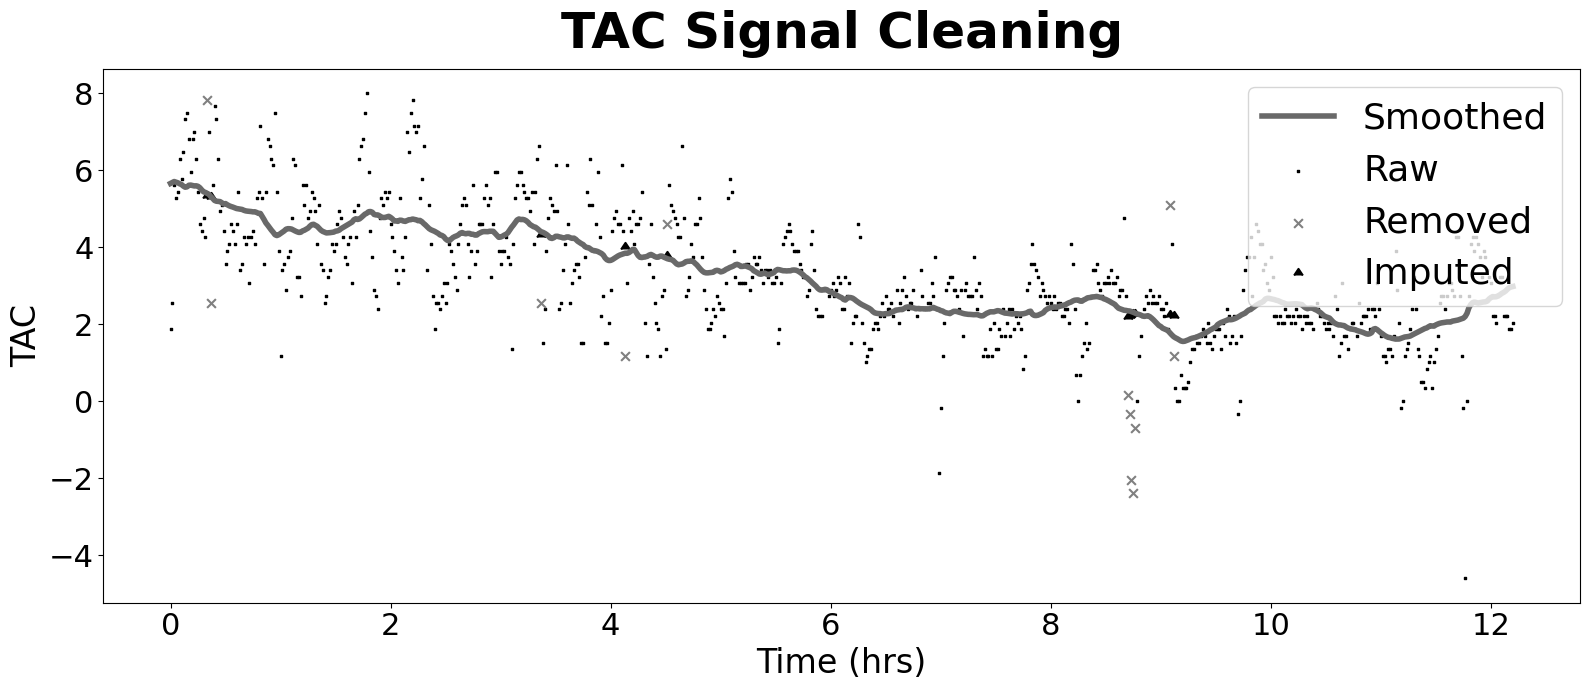 TAC Signal Cleaning
8
6
4
2
0
−2
−4
TAC
0 2 4 6 8 10 12
Time (hrs)
Smoothed
Raw
Removed
Imputed